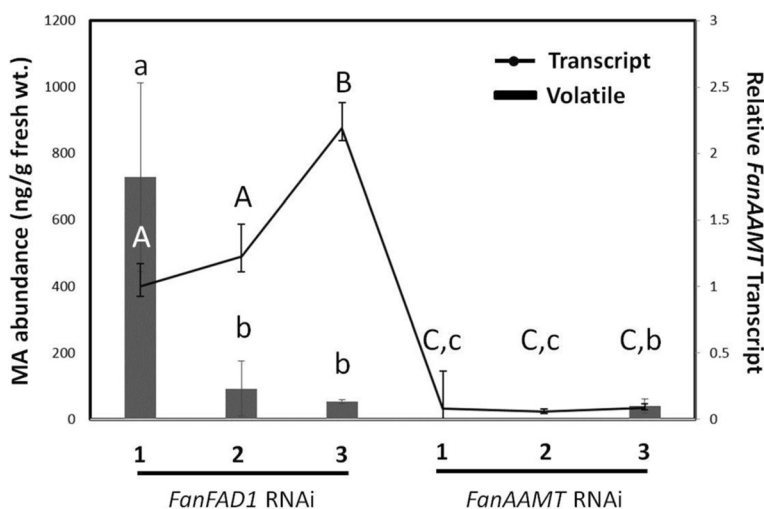 MA abundance (ng/g fresh wt.)
1200
1000
800
600
400
200
0
3
2.5
2
1.5
1
0.5
0
Relative FanAAMT Transcript
Transcript
Volatile
a
A
A
b
B
b
C,c
C,c
C,b
1 2 3 1 2 3
FanFAD1 RNAi FanAAMT RNAi